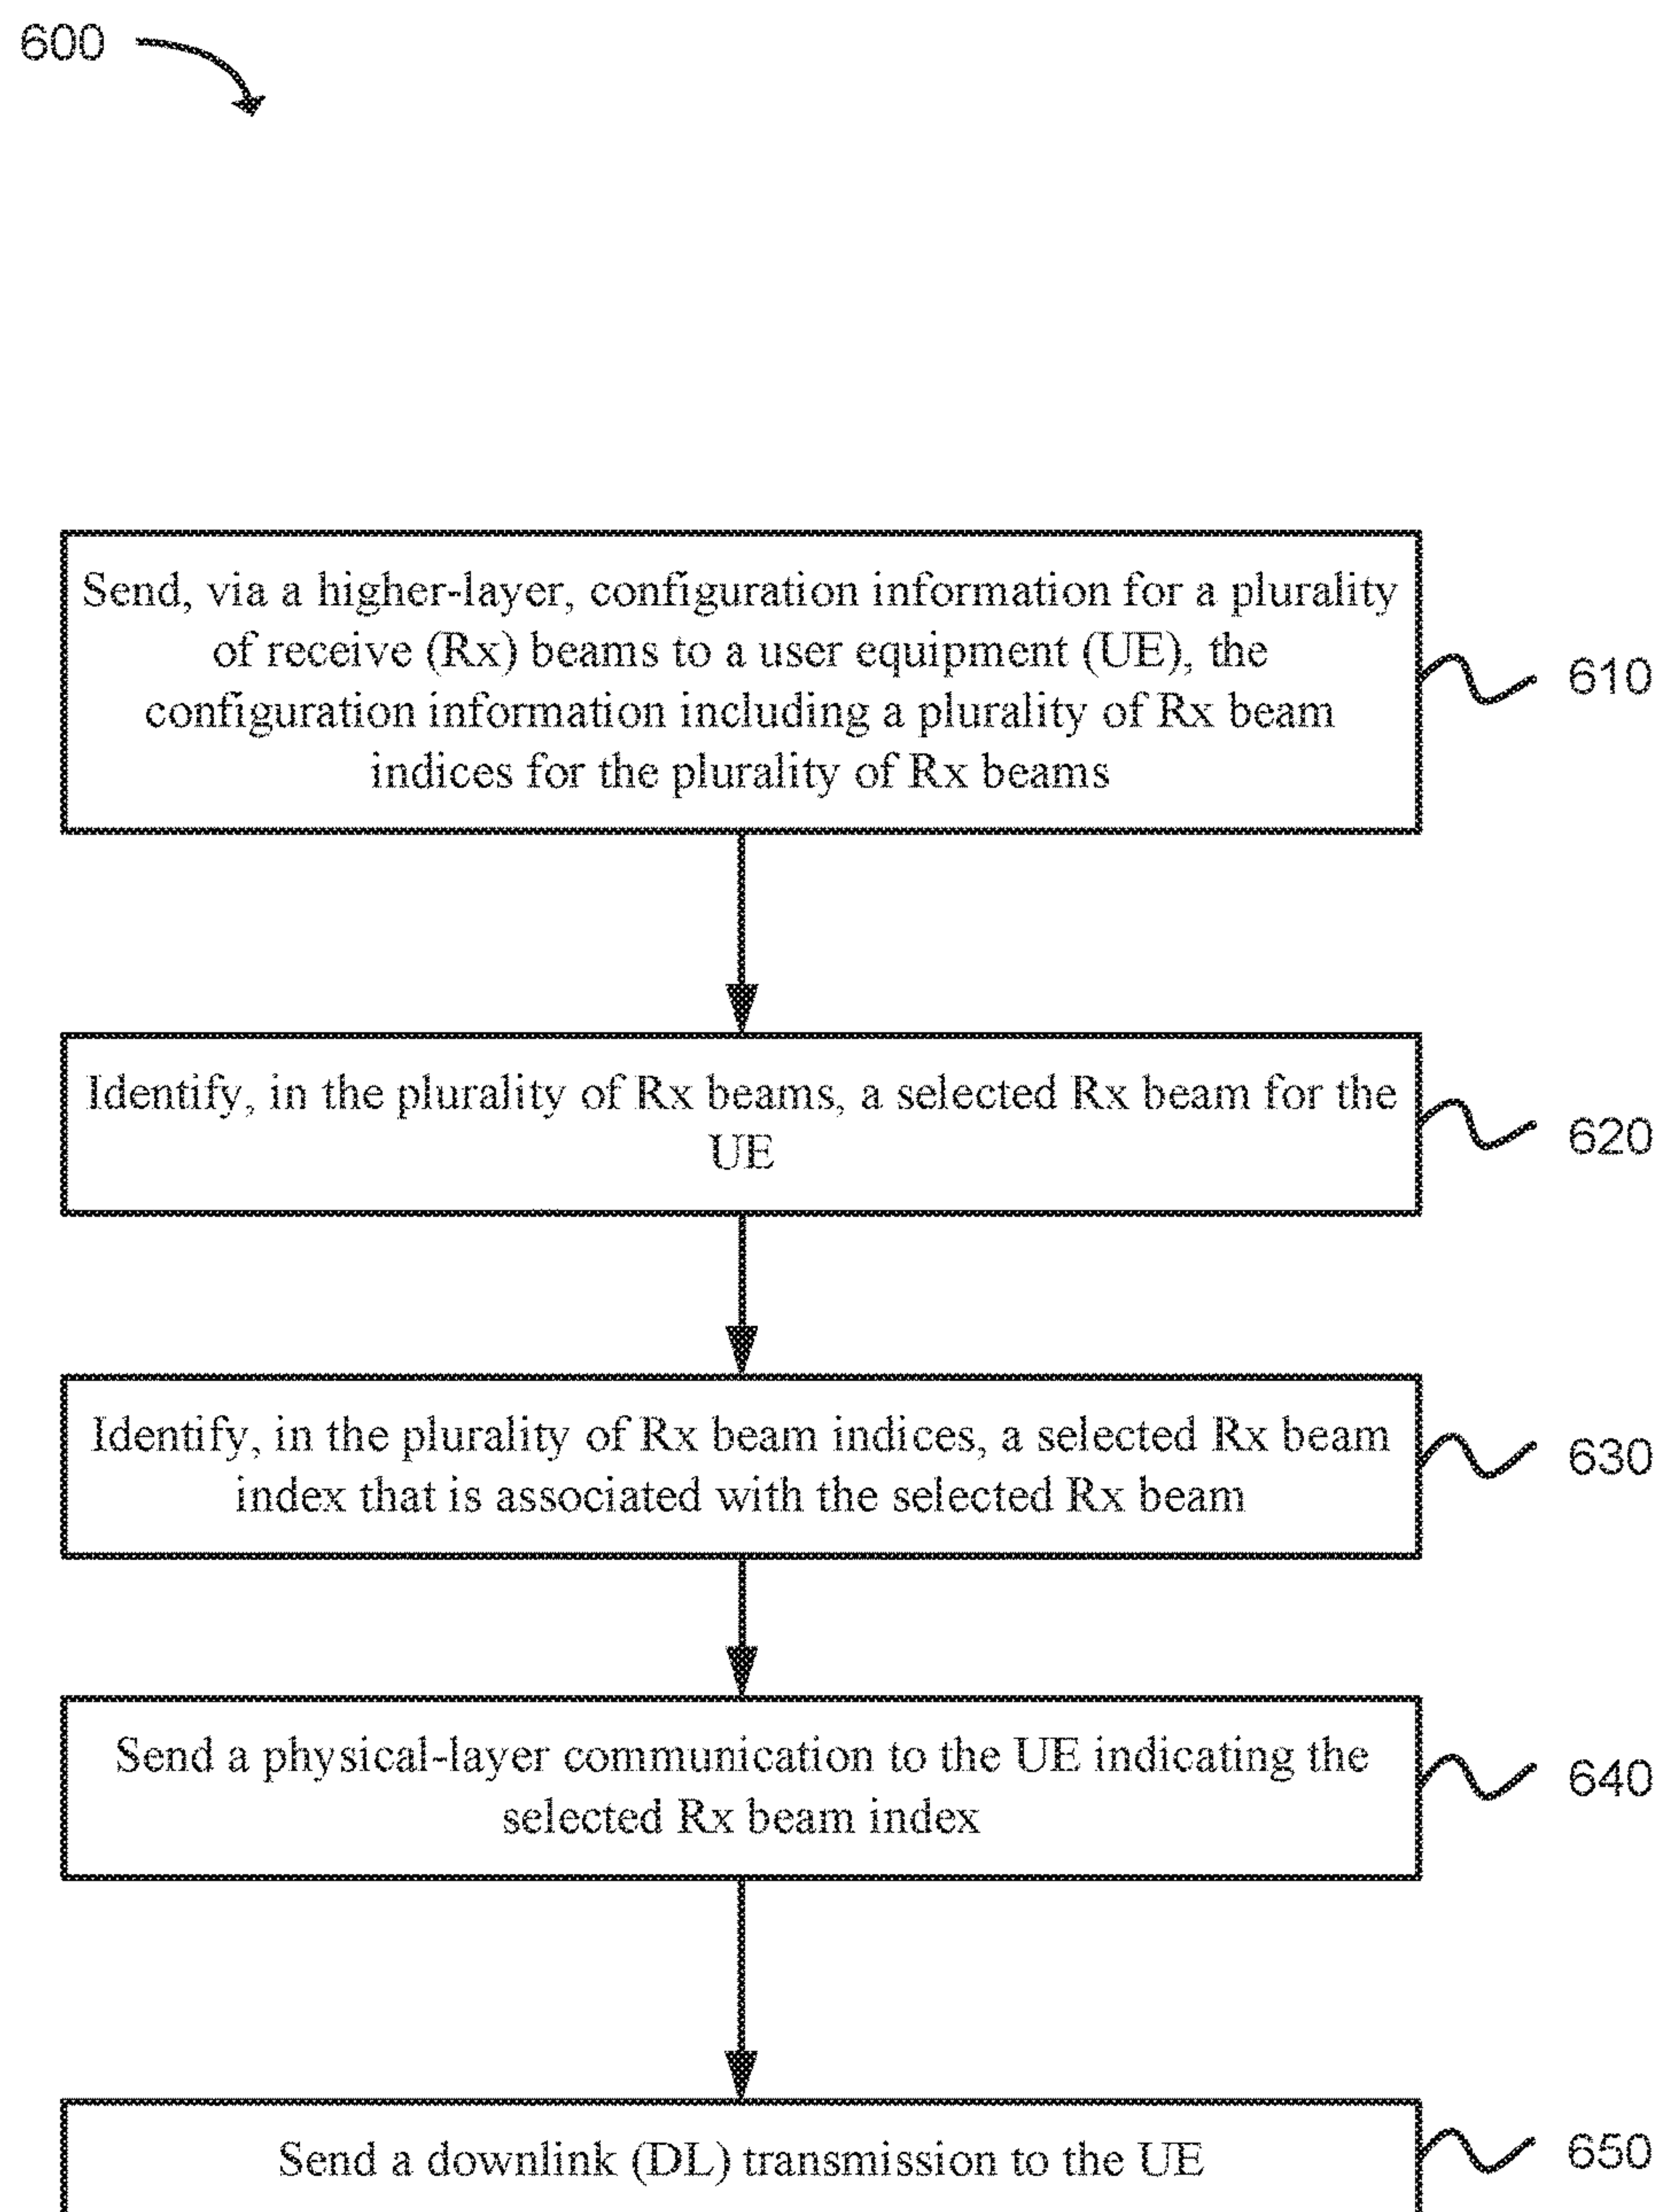 600
Send, via a higher-layer, configuration information for a plurality
of receive (Rx) beams to a user equipment (UE), the
configuration information including a plurality of Rx beam
indices for the plurality of Rx beams
610
Identify, in the plurality of Rx beams, a selected Rx beam for the
UE
620
Identify, in the plurality of Rx beam indices, a selected Rx beam
index that is associated with the selected Rx beam
630
Send a physical-layer communication to the UE indicating the
selected Rx beam index
640
Send a downlink (DL) transmission to the UE
650